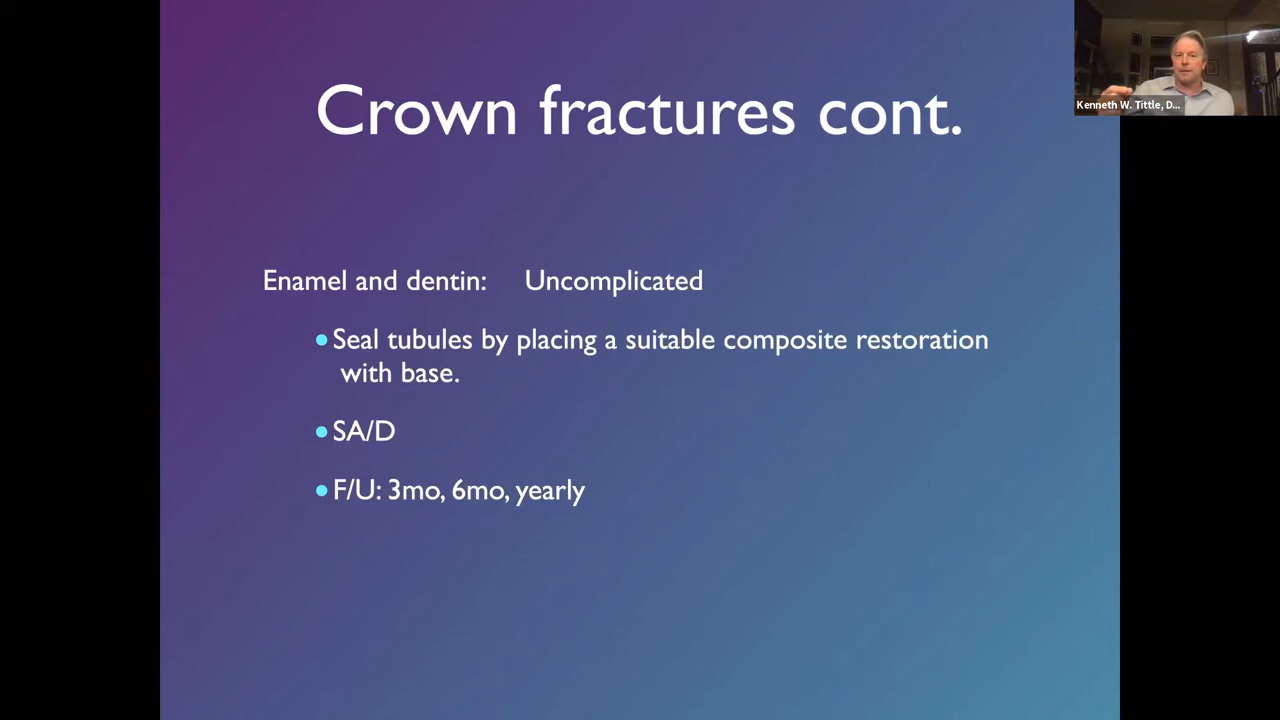 Crown fractures cont.
Kenneth W. Tittle, D...
Enamel and dentin: Uncomplicated
•Seal tubules by placing a suitable composite restoration
with base.
•SA/D
•F/U: 3mo, 6mo, yearly